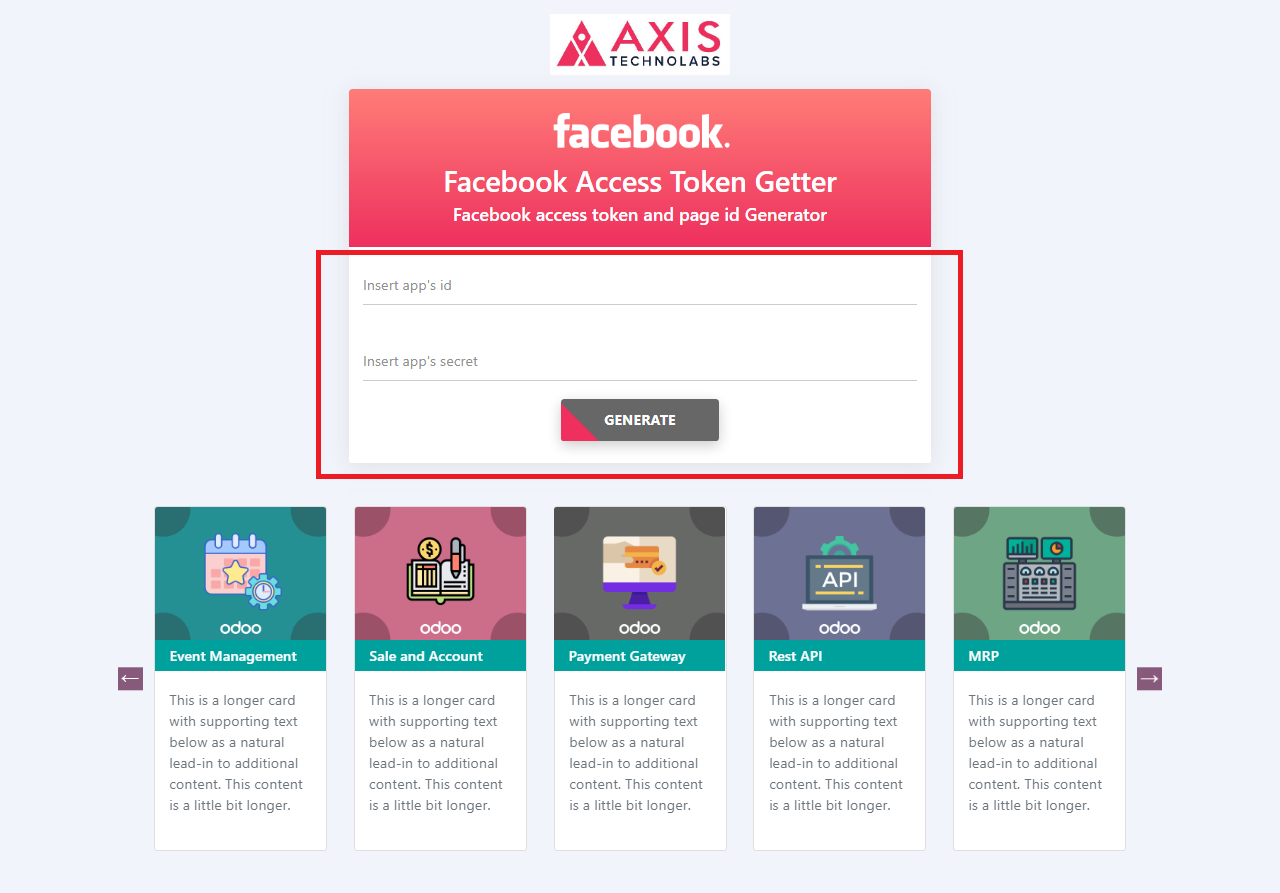 AXIS
TECHNOLABS
facebook.
Facebook Access Token Getter
Facebook access token and page id Generator
Insert app's id
Insert app's secret
GENERATE
odoo
Event Management
This is a longer card
with supporting text
below as a natural
lead-in to additional
content. This content
is a little bit longer.
odoo
Sale and Account
This is a longer card
with supporting text
below as a natural
lead-in to additional
content. This content
is a little bit longer.
odoo
Payment Gateway
This is a longer card
with supporting text
below as a natural
lead-in to additional
content. This content
is a little bit longer.
API
odoo
Rest API
This is a longer card
with supporting text
below as a natural
lead-in to additional
content. This content
is a little bit longer.
odoo
MRP
This is a longer card
with supporting text
below as a natural
lead-in to additional
content. This content
is a little bit longer.